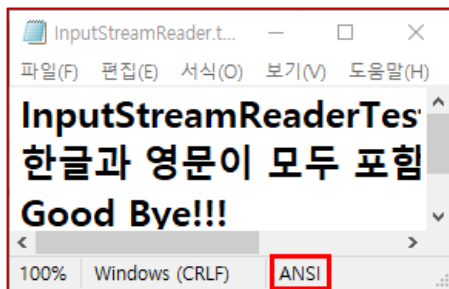 InputStreamReader.t...
파일(F) 편집(E) 서식(O) 보기(V) 도움말(H)
InputStreamReaderTes
한글과 영문이 모두 포함
Good Bye!!!
100% Windows (CRLF) ANSI